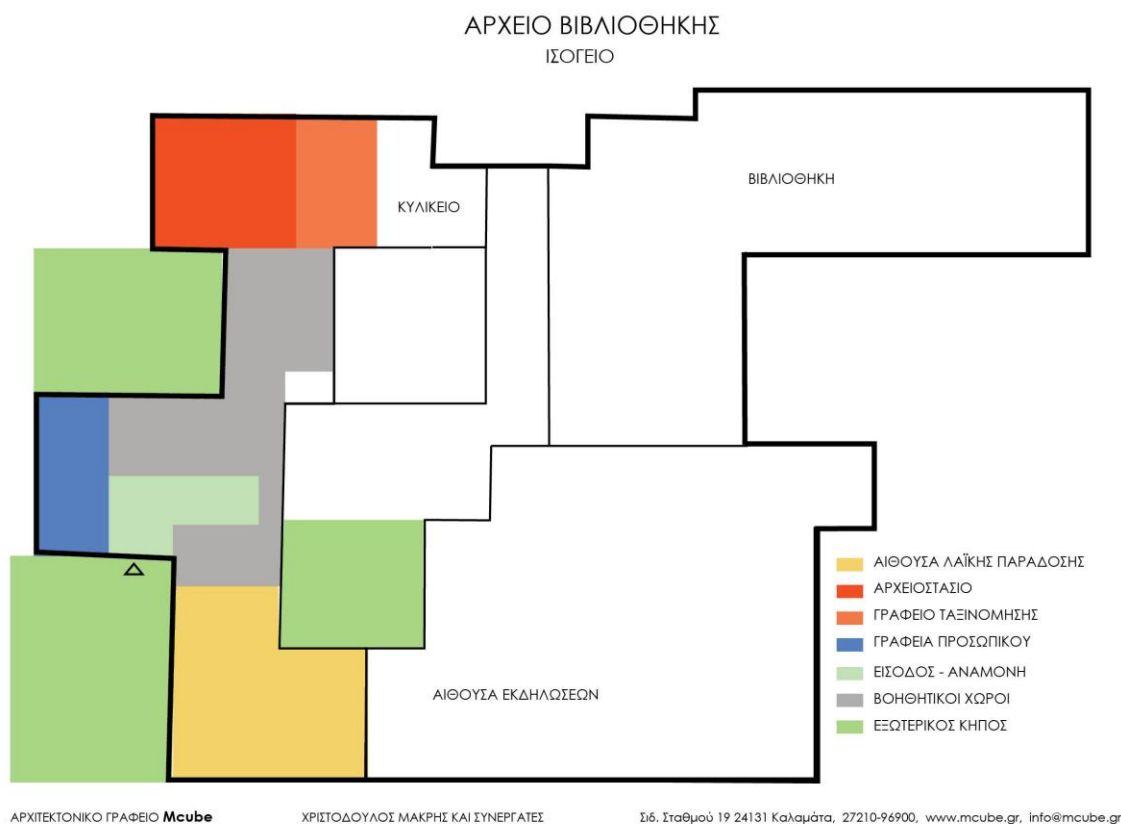 ΑΡΧΕΙΟ ΒΙΒΛΙΟΘΗΚΗΣ
ΙΣΟΓΕΙΟ
ΒΙΒΛΙΟΘΗΚΗ
ΚΥΛΙΚΕΙΟ
ΑΙΘΟΥΣΑ ΛΑΪΚΗΣ ΠΑΡΑΔΟΣΗΣ
ΑΡΧΕΙΟΣΤΑΣΙΟ
ΓΡΑΦΕΙΟ ΤΑΞΙΝΟΜΗΣΗΣ
ΓΡΑΦΕΙΑ ΠΡΟΣΩΠΙΚΟΥ
ΕΙΣΟΔΟΣ - ΑΝΑΜΟΝΗ
ΒΟΗΘΗΤΙΚΟΙ ΧΩΡΟΙ
ΕΞΩΤΕΡΙΚΟΣ ΚΗΠΟΣ
ΑΙΘΟΥΣΑ ΕΚΔΗΛΩΣΕΩΝ
ΑΡΧΙΤΕΚΤΟΝΙΚΟ ΓΡΑΦΕΙΟ Mcube ΧΡΙΣΤΟΔΟΥΛΟΣ ΜΑΚΡΗΣ ΚΑΙ ΣΥΝΕΡΓΑΤΕΣ Σιδ. Σταθμού 19 24131 Καλαμάτα, 27210-96900, www.mcube.gr, info@mcube.gr